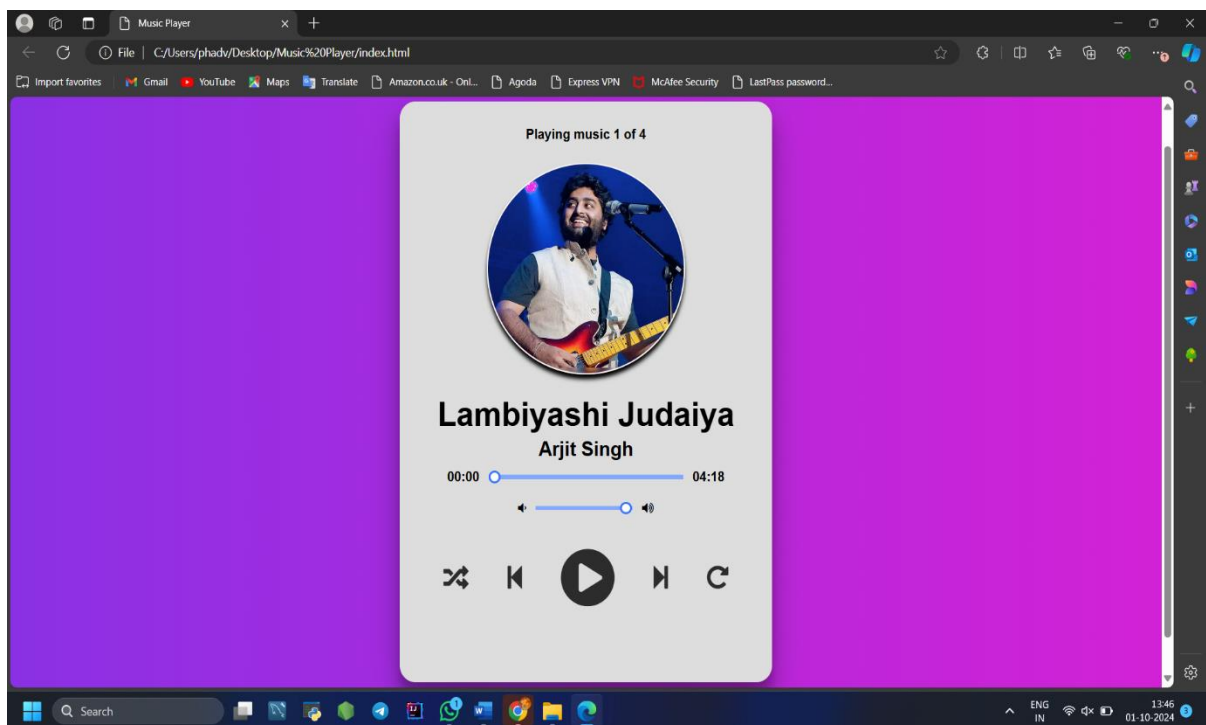 Music Player
File | C:/Users/phadv/Desktop/Music%20Player/index.html
Import favorites Gmail YouTube Maps Translate Amazon.co.uk - Onl... Agoda Express VPN McAfee Security LastPass password...
Playing music 1 of 4
Lambiyashi Judaiya
Arjit Singh
00:00 04:18
Search
ENG 13:46
IN 01-10-2024 3